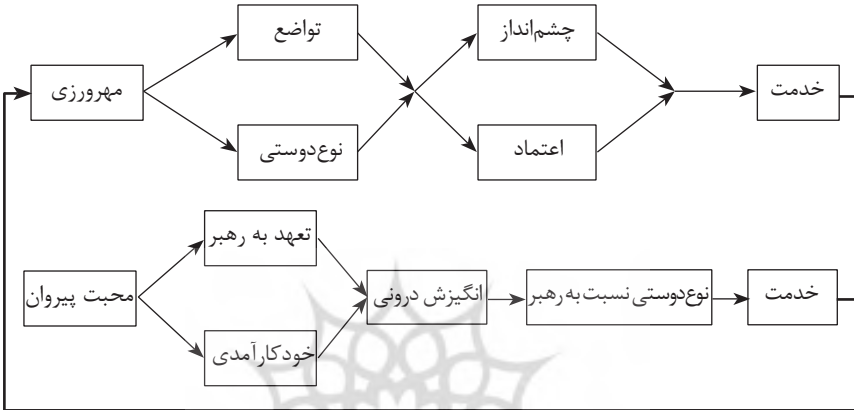 تواضع
چشم‌انداز
مهرورزی
خدمت
نوع‌دوستی
اعتماد
تعهد به رهبر
محبت پیروان
انگیزش درونی
نوع‌دوستی نسبت به رهبر
خدمت
خودکارآمدی